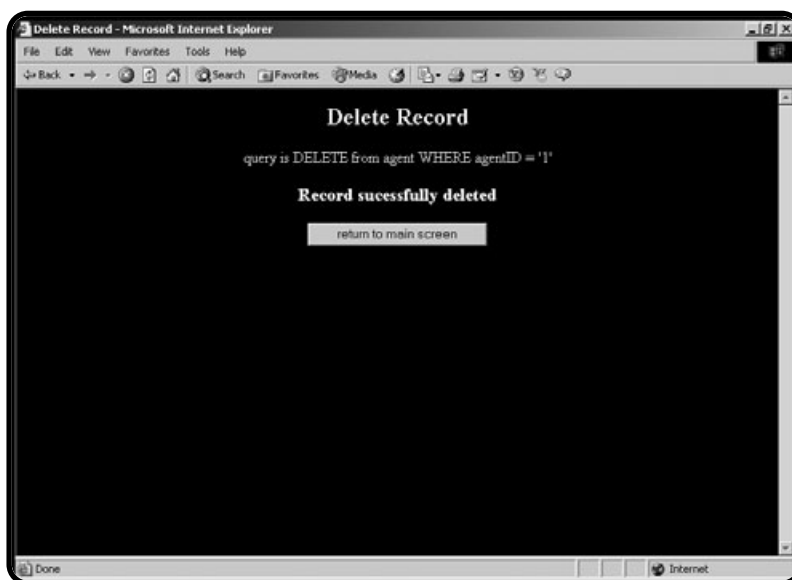 Delete Record - Microsoft Internet Explorer
File Edit View Favorites Tools Help
Back Search Favorites Media
Delete Record
query is DELETE from agent WHERE agentID = '1'
Record sucessfully deleted
return to main screen
Done Internet